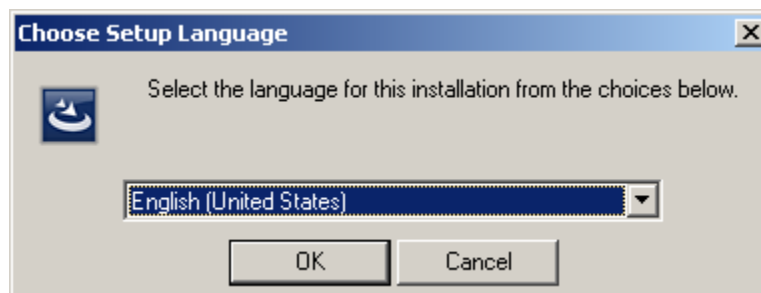 Choose Setup Language
Select the language for this installation from the choices below.
English (United States)
OK
Cancel